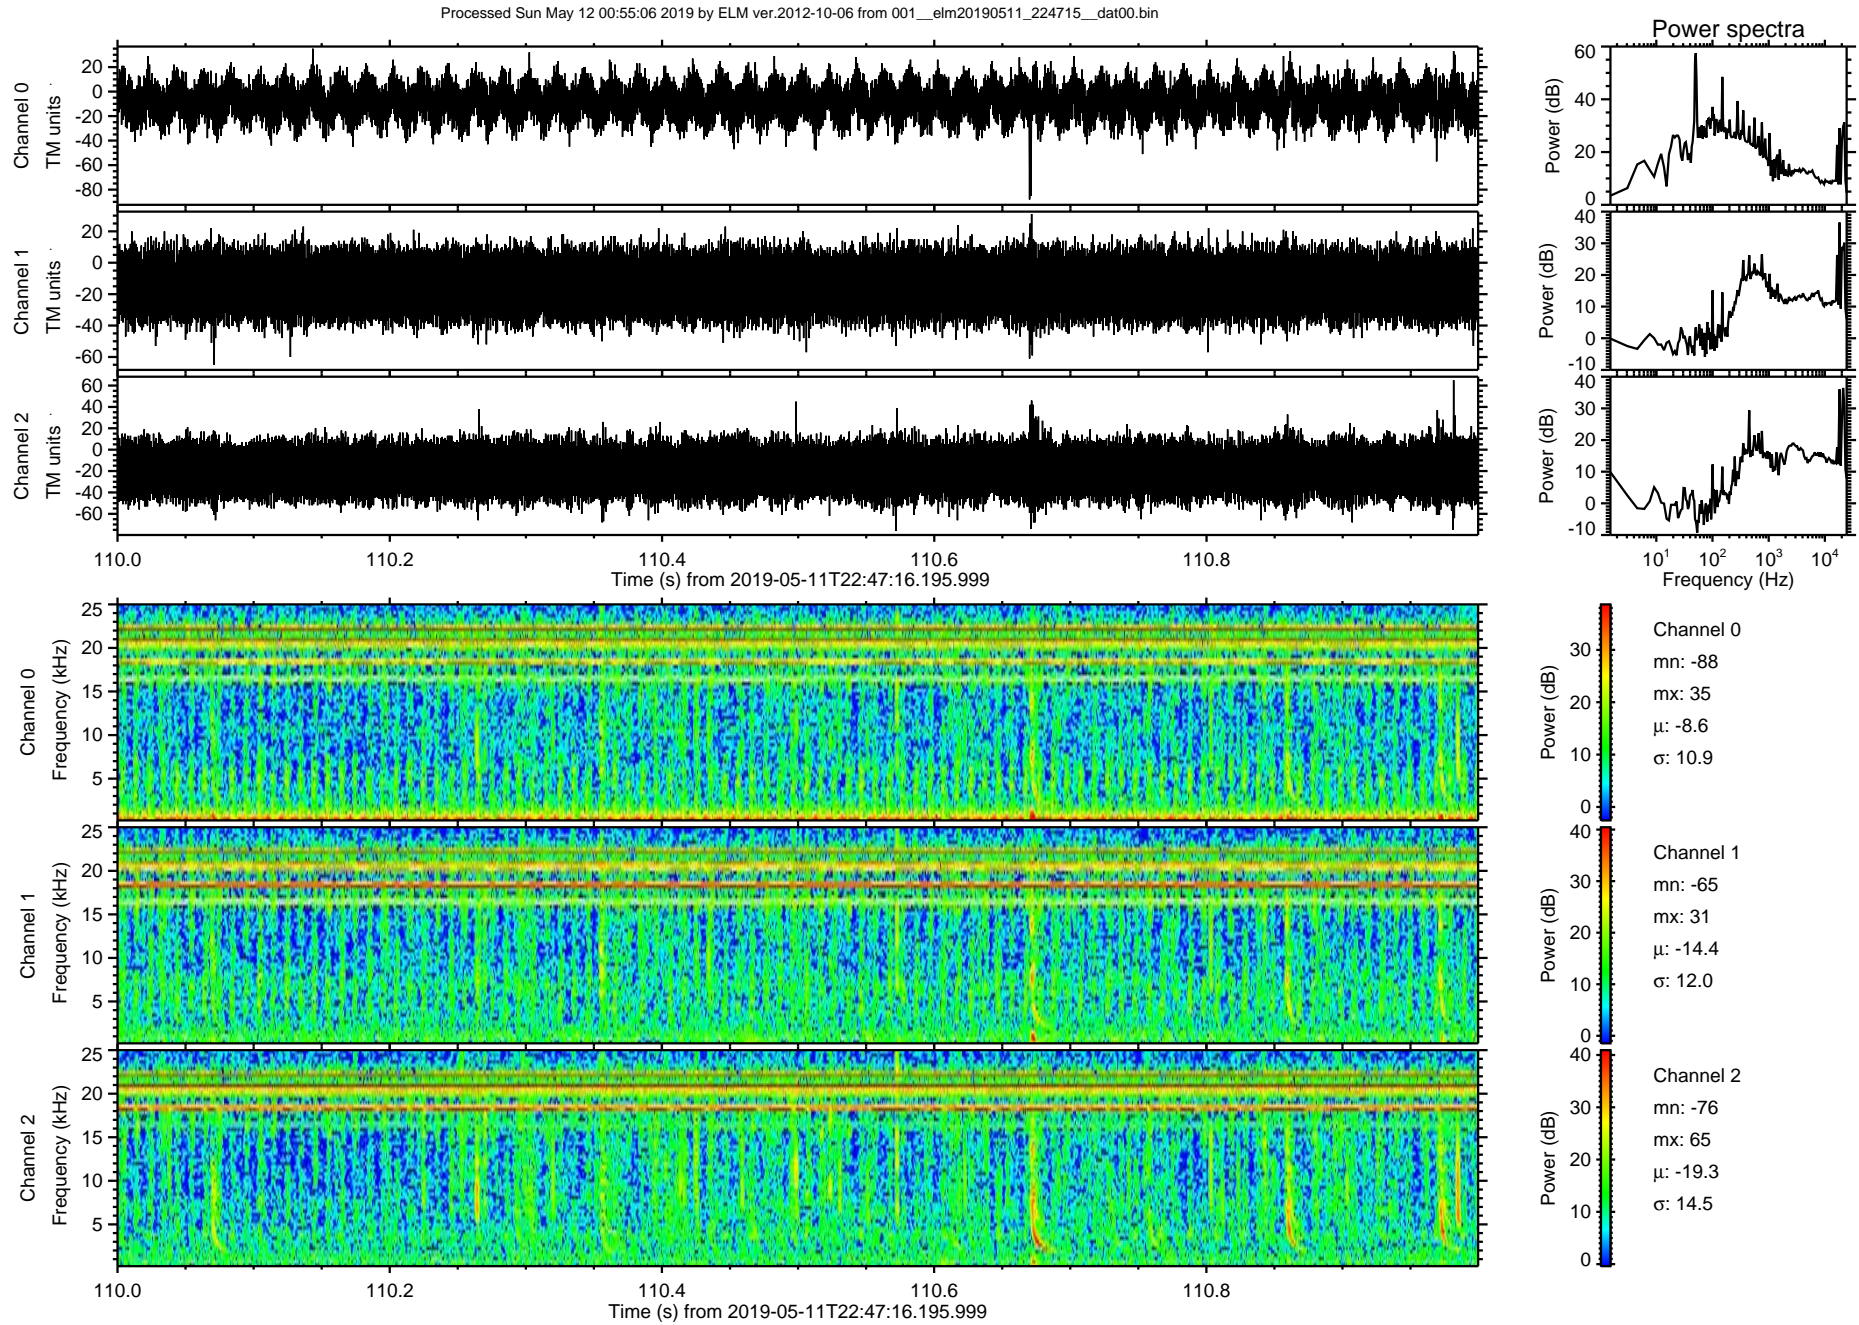 Processed Sun May 12 00:55:06 2019 by ELM ver.2012-10-06 from 001__elm20190511_224715__dat00.bin
Power spectra
Channel 0
TM units
20
0
-20
-40
-60
-80
Power (dB)
60
40
20
0
Channel 1
TM units
20
0
-20
-40
-60
Power (dB)
40
30
20
10
0
-10
Channel 2
TM units
60
40
20
0
-20
-40
-60
Power (dB)
40
30
20
10
0
-10
110.0 110.2 110.4 110.6 110.8
Time (s) from 2019-05-11T22:47:16.195.999
10¹ 10² 10³ 10⁴
Frequency (Hz)
Channel 0
Frequency (kHz)
25
20
15
10
5
Power (dB)
30
20
10
0
Channel 0
mn: -88
mx: 35
μ: -8.6
σ: 10.9
Channel 1
Frequency (kHz)
25
20
15
10
5
Power (dB)
40
30
20
10
0
Channel 1
mn: -65
mx: 31
μ: -14.4
σ: 12.0
Channel 2
Frequency (kHz)
25
20
15
10
5
Power (dB)
40
30
20
10
0
Channel 2
mn: -76
mx: 65
μ: -19.3
σ: 14.5
110.0 110.2 110.4 110.6 110.8
Time (s) from 2019-05-11T22:47:16.195.999